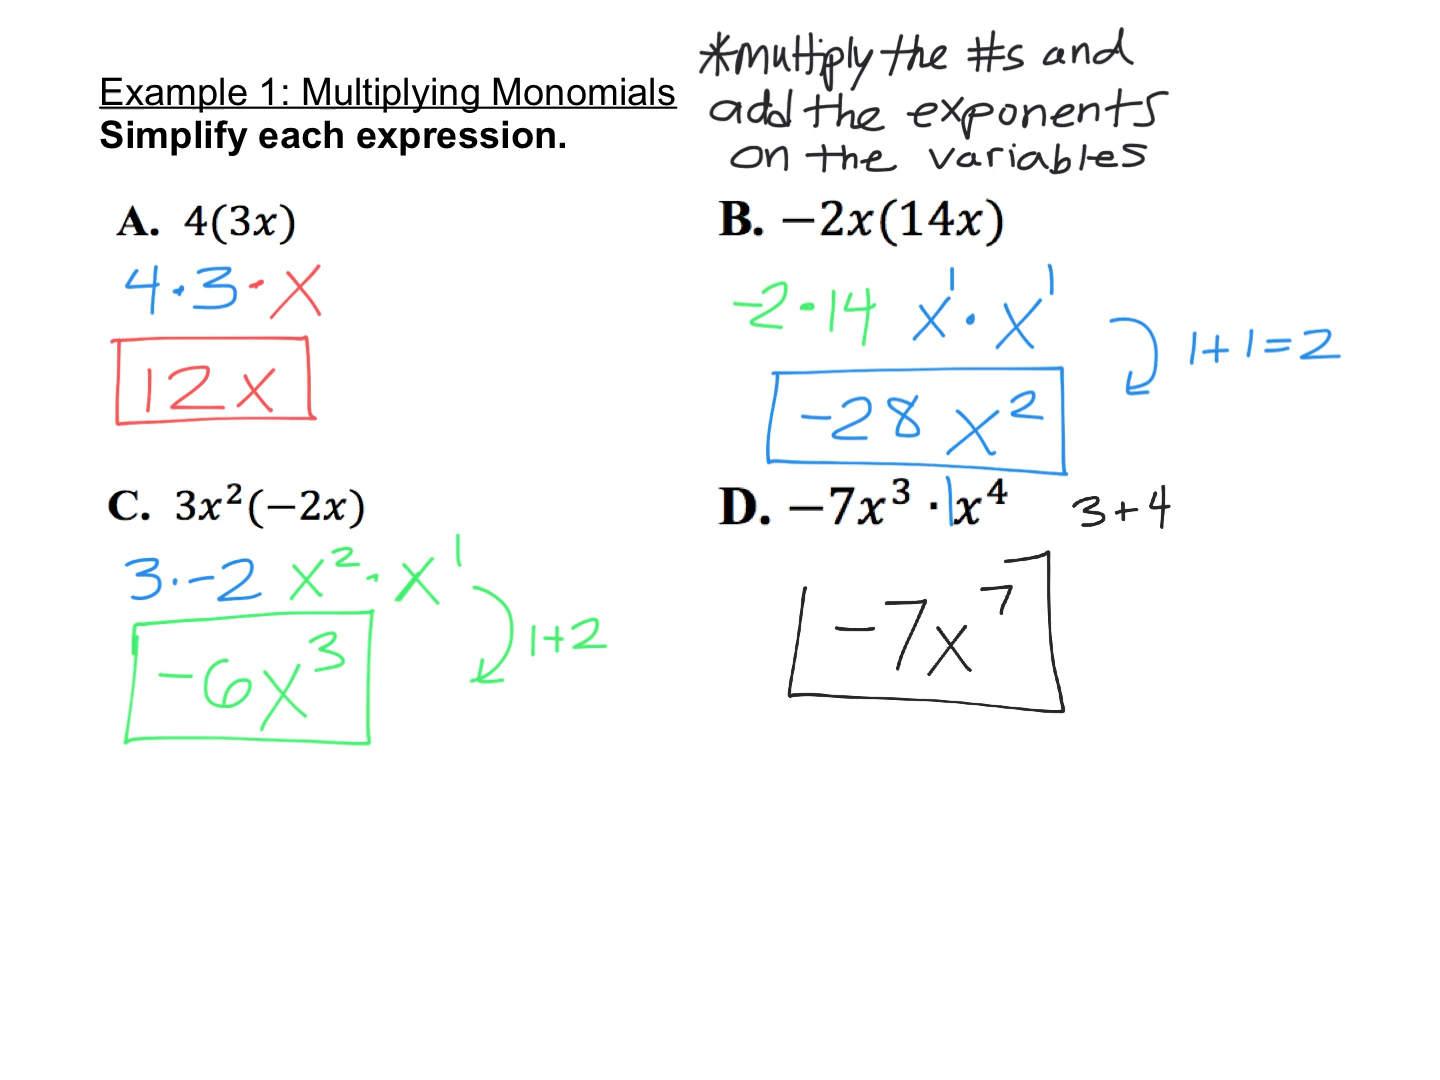 Example 1: Multiplying Monomials
Simplify each expression.
*multiply the #s and
add the exponents
on the variables
A. 4(3x)
4·3·x
12x
B. −2x(14x)
-2·14 x¹·x¹
1+1=2
-28x²
C. 3x²(−2x)
3·-2 x²·x¹
1+2
-6x³
D. −7x³ · 1x⁴
3+4
-7x⁷